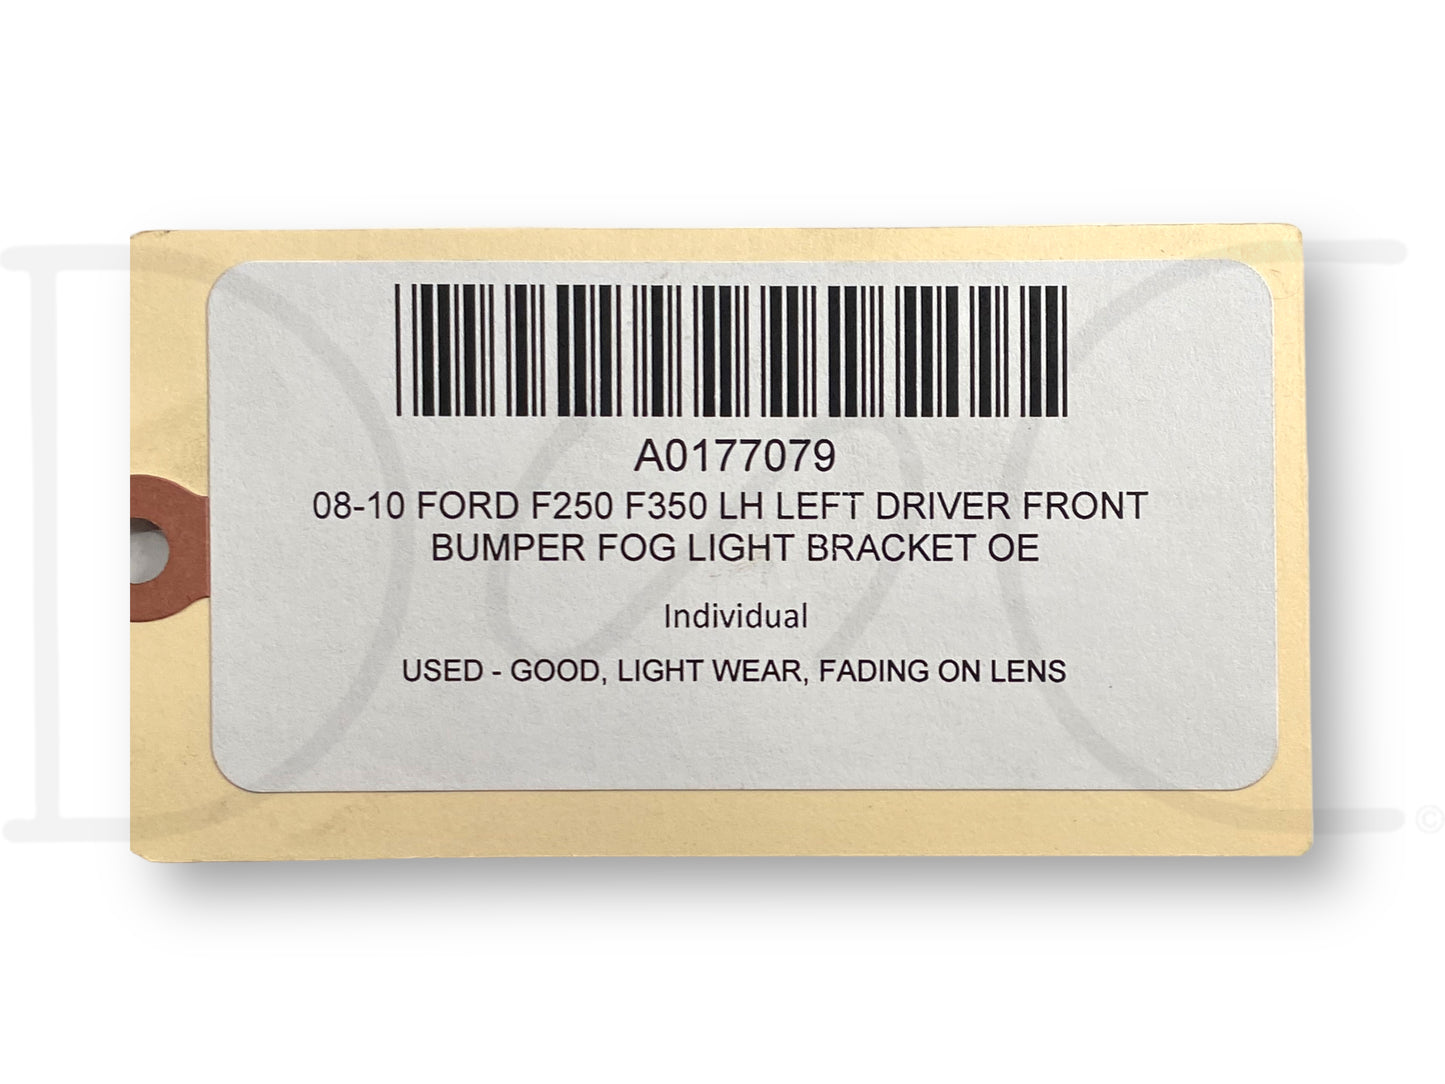 A0177079
08-10 FORD F250 F350 LH LEFT DRIVER FRONT
BUMPER FOG LIGHT BRACKET OE
Individual
USED - GOOD, LIGHT WEAR, FADING ON LENS
©